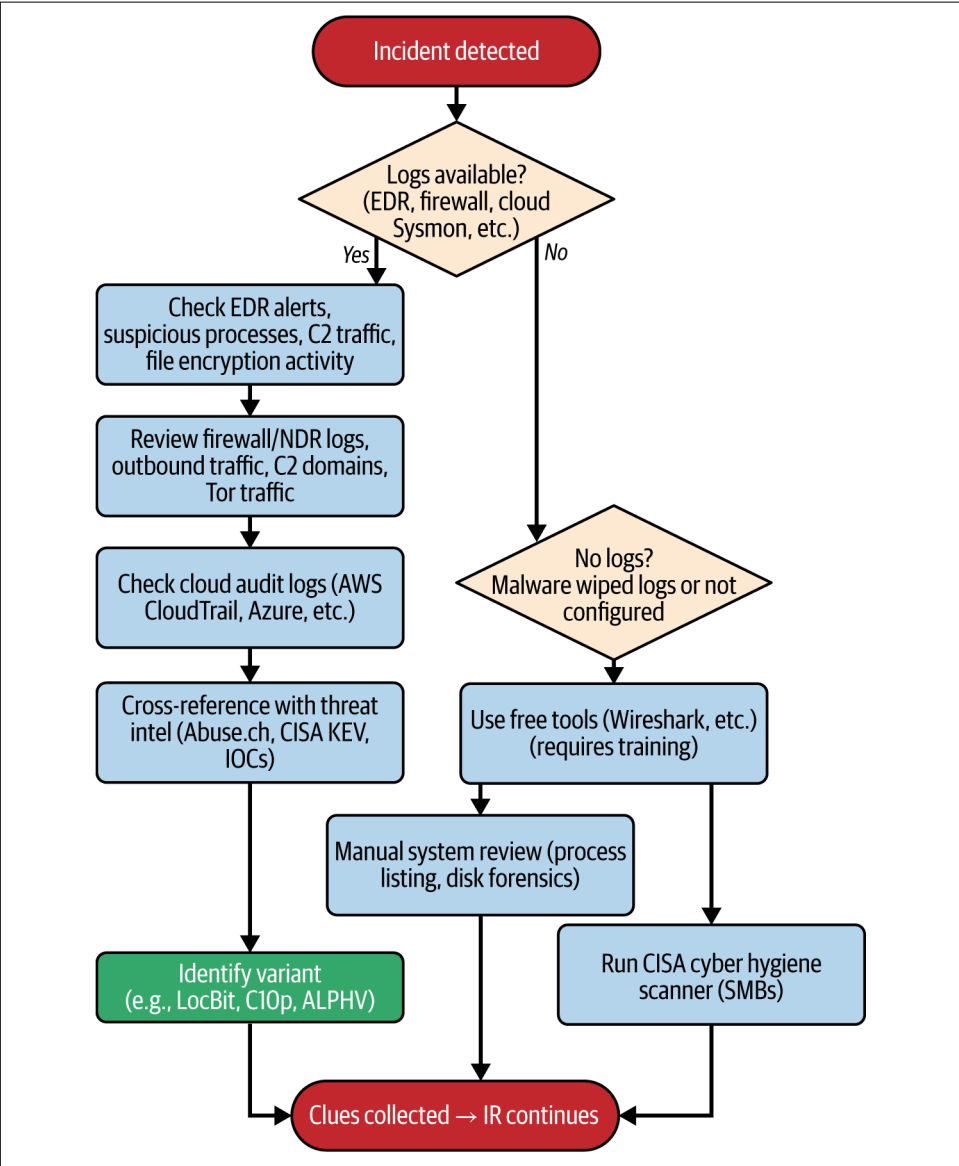 Incident detected
Logs available?
(EDR, firewall, cloud
Sysmon, etc.)
Yes
No
Check EDR alerts,
suspicious processes, C2 traffic,
file encryption activity
Review firewall/NDR logs,
outbound traffic, C2 domains,
Tor traffic
Check cloud audit logs (AWS
CloudTrail, Azure, etc.)
Cross-reference with threat
intel (Abuse.ch, CISA KEV,
IOCs)
Identify variant
(e.g., LocBit, C10p, ALPHV)
No logs?
Malware wiped logs or not
configured
Use free tools (Wireshark, etc.)
(requires training)
Manual system review (process
listing, disk forensics)
Run CISA cyber hygiene
scanner (SMBs)
Clues collected → IR continues